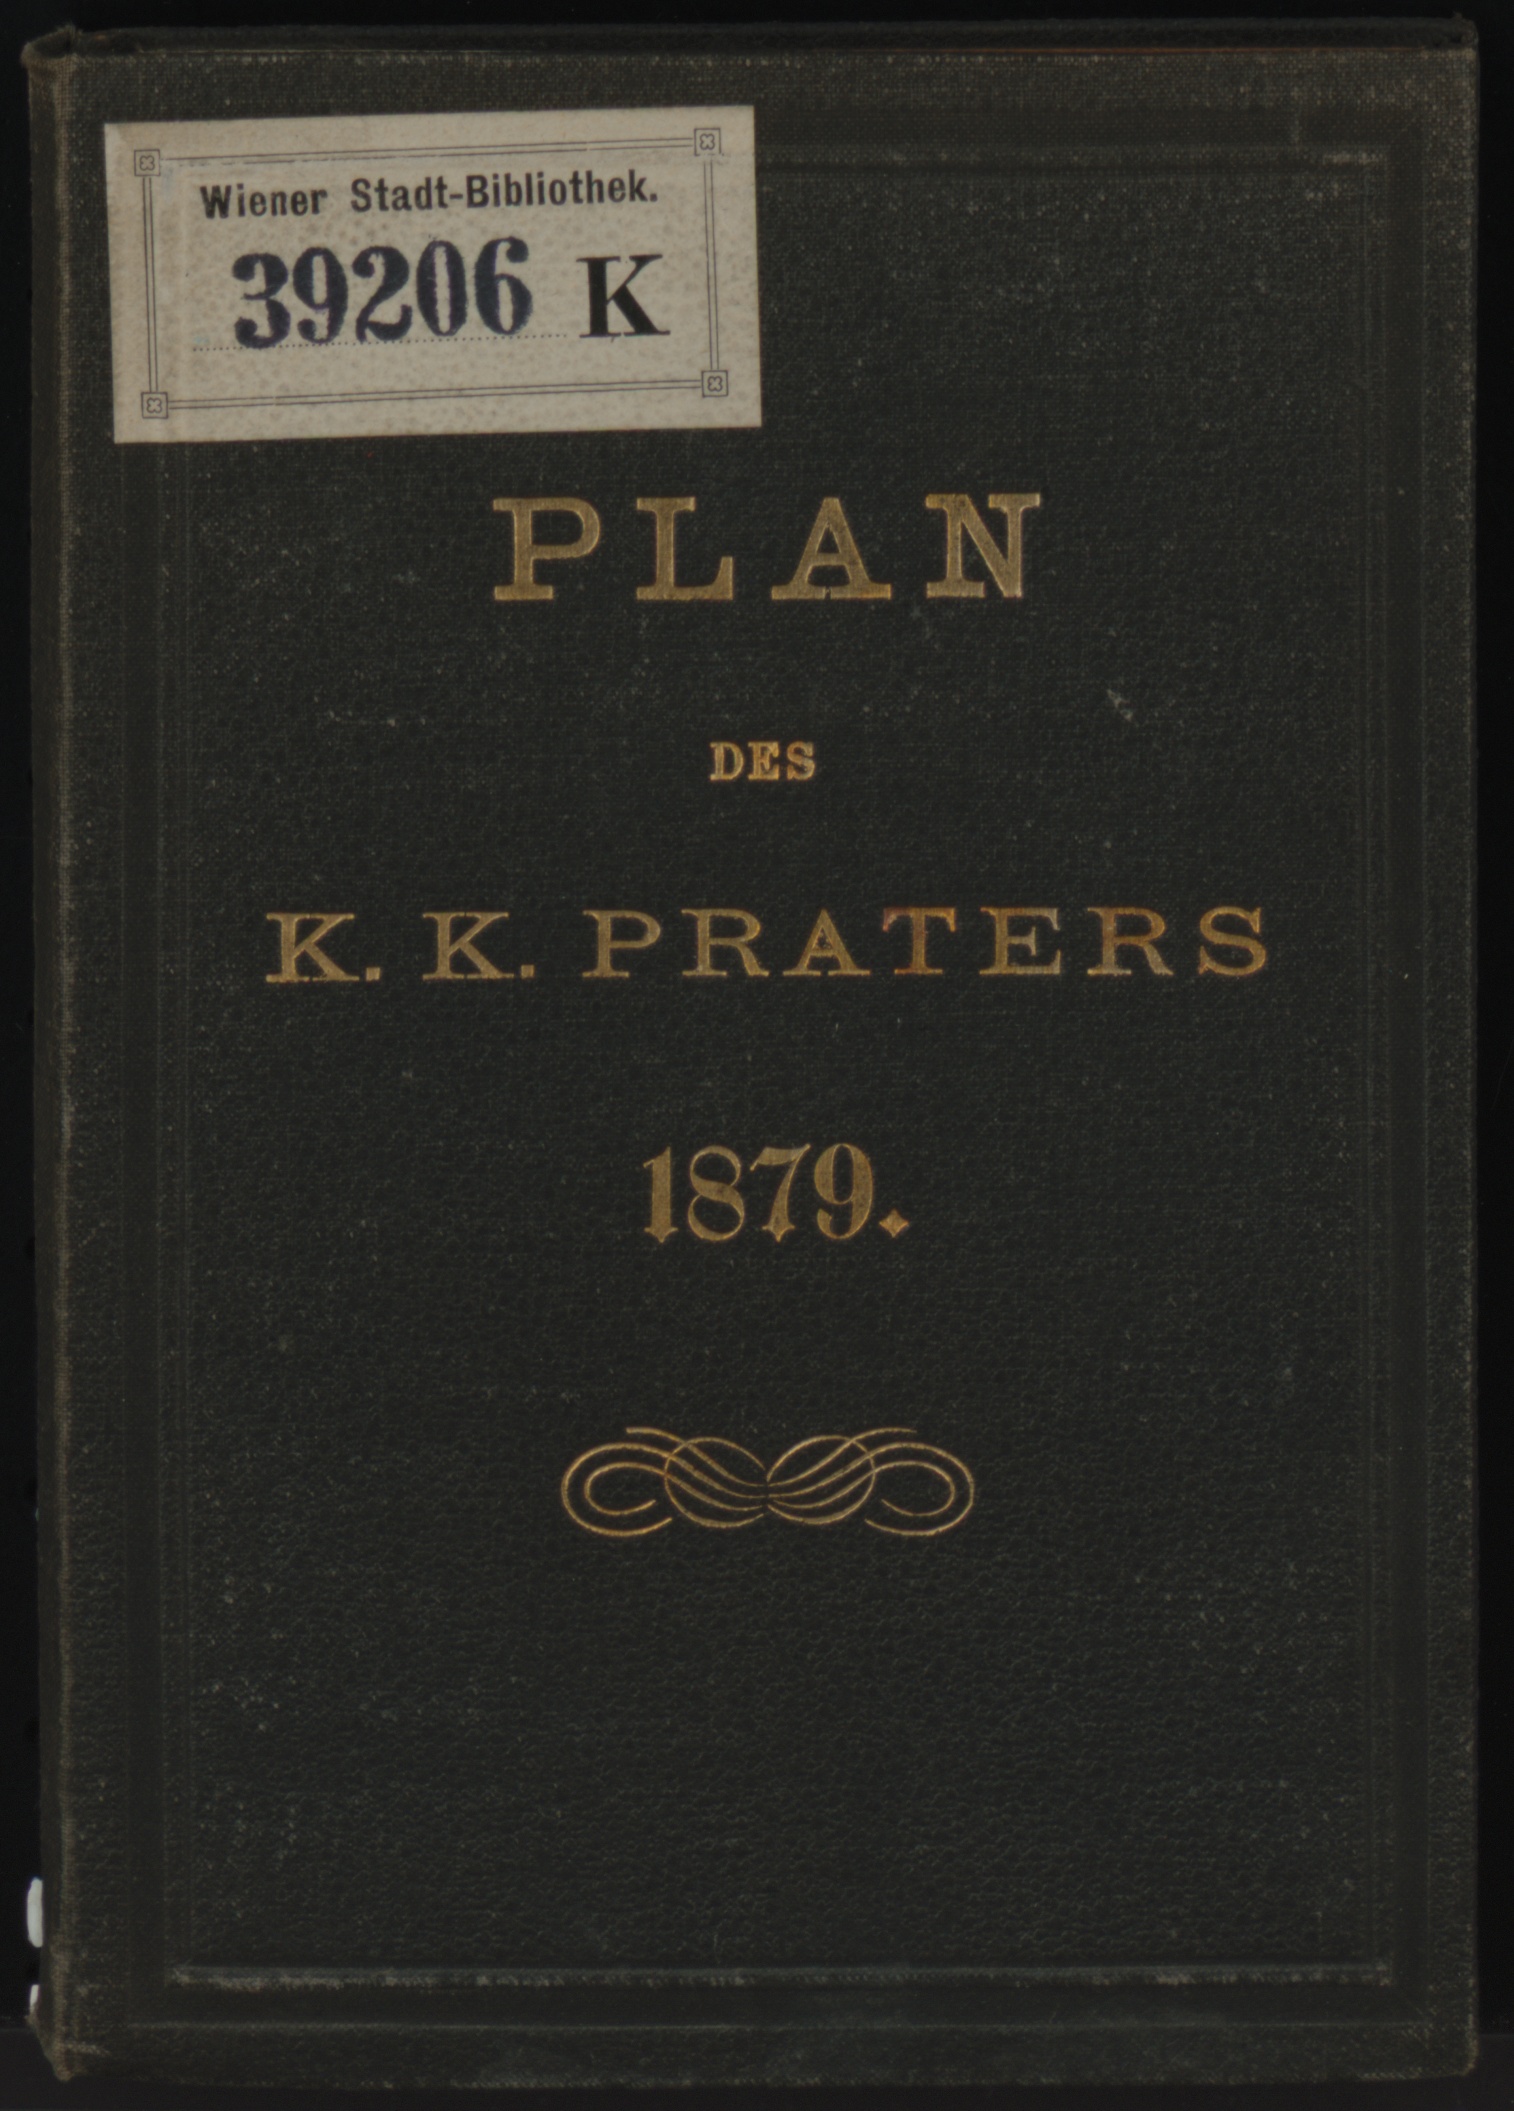 Wiener Stadt-Bibliothek.
39206 K
PLAN
DES
K. K. PRATERS
1879.